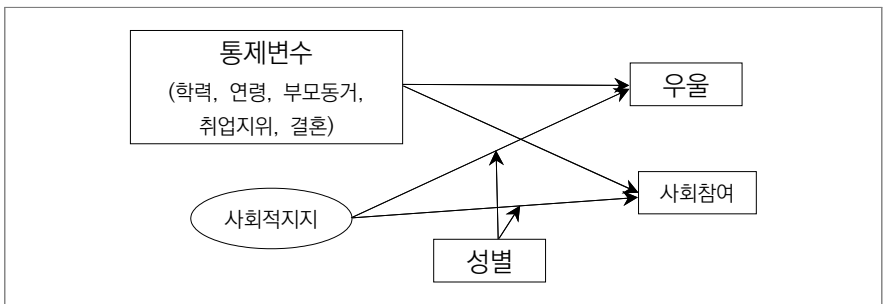 통제변수
(학력, 연령, 부모동거,
취업지위, 결혼)
우울
사회적지지
사회참여
성별